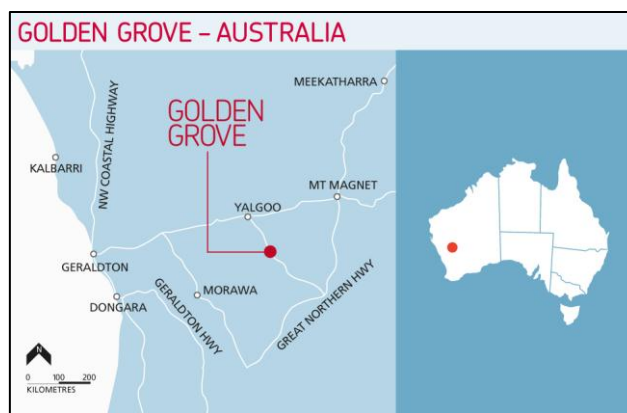 GOLDEN GROVE – AUSTRALIA
MEEKATHARRA
NW COASTAL HIGHWAY
GOLDEN
GROVE
KALBARRI
MT MAGNET
YALGOO
GERALDTON
MORAWA
DONGARA
GERALDTON HWY
GREAT NORTHERN HWY
N
0 100 200
KILOMETRES